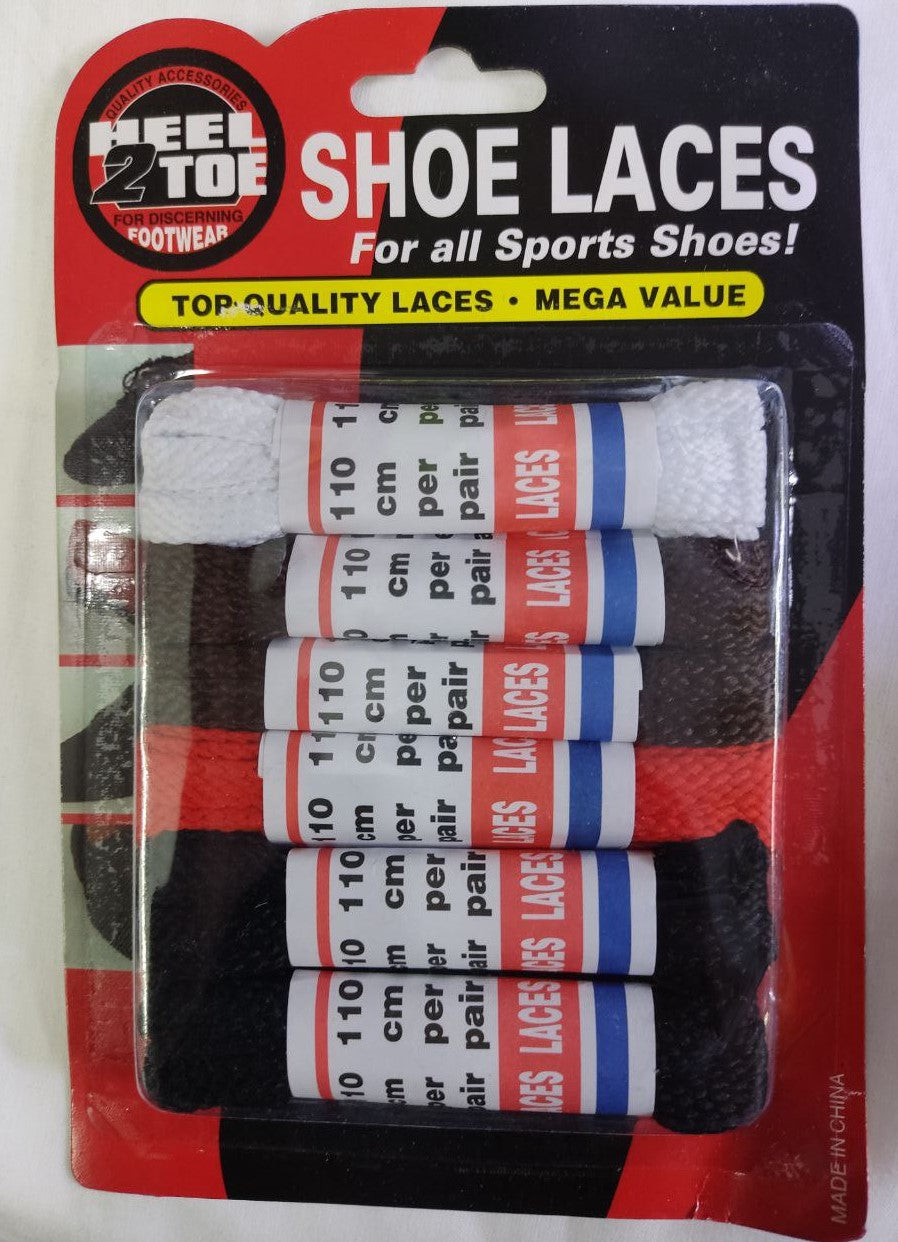 QUALITY ACCESSORIES
HEEL
2 TOE
FOR DISCERNING
FOOTWEAR
SHOE LACES
For all Sports Shoes!
TOP QUALITY LACES • MEGA VALUE
110 cm per pair LACES
110 cm per pair LACES
110 cm per pair LACES
110 cm per pair LACES
110 cm per pair LACES
110 cm per pair LACES
MADE IN CHINA